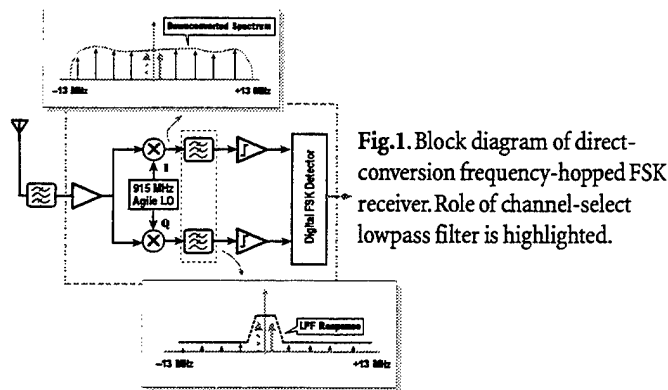 Downconverted Spectrum
−13 MHz
+13 MHz
I
915 MHz
Agile LO
Q
Digital FSK Detector
LPF Response
−13 MHz
+13 MHz
Fig.1. Block diagram of direct-
conversion frequency-hopped FSK
receiver. Role of channel-select
lowpass filter is highlighted.